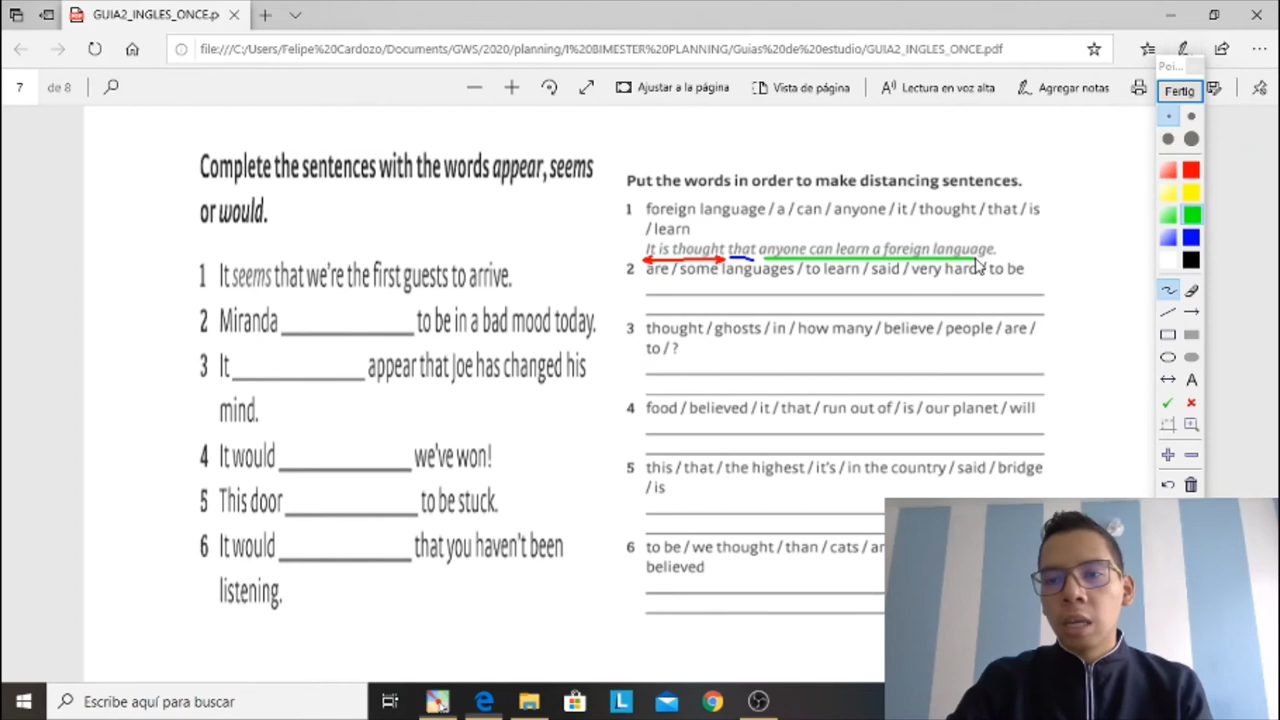 GUIA2_INGLES_ONCE.p
file:///C:/Users/Felipe%20Cardozo/Documents/GWS/2020/planning/I%20BIMESTER%20PLANNING/Guias%20de%20estudio/GUIA2_INGLES_ONCE.pdf
7 de 8
Ajustar a la página
Vista de página
Lectura en voz alta
Agregar notas
Poi...
Fertig
A
Complete the sentences with the words appear, seems
or would.
1 It seems that we're the first guests to arrive.
2 Miranda ______________ to be in a bad mood today.
3 It ______________ appear that Joe has changed his
mind.
4 It would ______________ we've won!
5 This door ______________ to be stuck.
6 It would ______________ that you haven't been
listening.
Put the words in order to make distancing sentences.
1 foreign language / a / can / anyone / it / thought / that / is
/ learn
It is thought that anyone can learn a foreign language.
2 are / some languages / to learn / said / very hard / to be
3 thought / ghosts / in / how many / believe / people / are /
to / ?
4 food / believed / it / that / run out of / is / our planet / will
5 this / that / the highest / it's / in the country / said / bridge
/ is
6 to be / we thought / than / cats /
believed
Escribe aquí para buscar
L